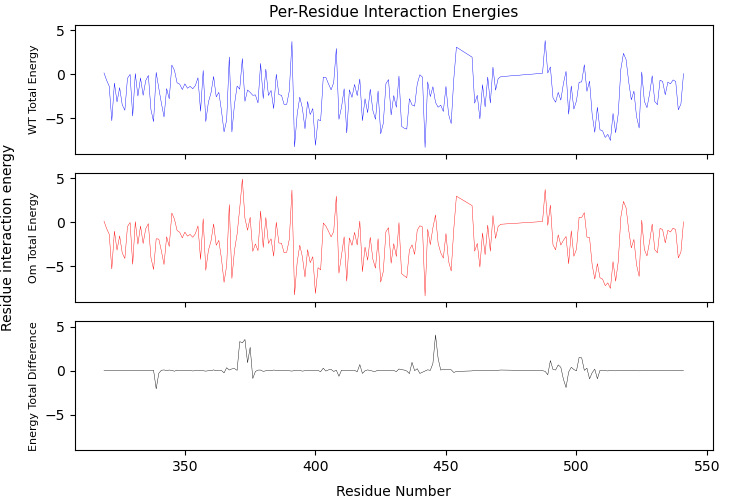 Per-Residue Interaction Energies
Residue interaction energy
WT Total Energy
5
0
−5
Om Total Energy
5
0
−5
Energy Total Difference
5
0
−5
350 400 450 500 550
Residue Number